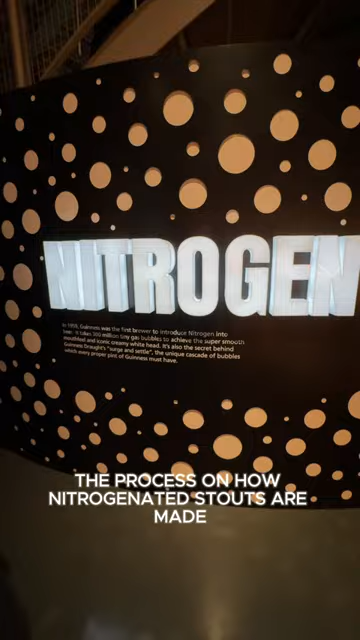 NITROGEN
In 1959, Guinness was the first brewer to introduce Nitrogen into
beer. It takes 300 million tiny gas bubbles to achieve the super smooth
mouthfeel and iconic creamy white head. It's also the secret behind
Guinness Draught's "surge and settle", the unique cascade of bubbles
which every proper pint of Guinness must have.
THE PROCESS ON HOW
NITROGENATED STOUTS ARE
MADE